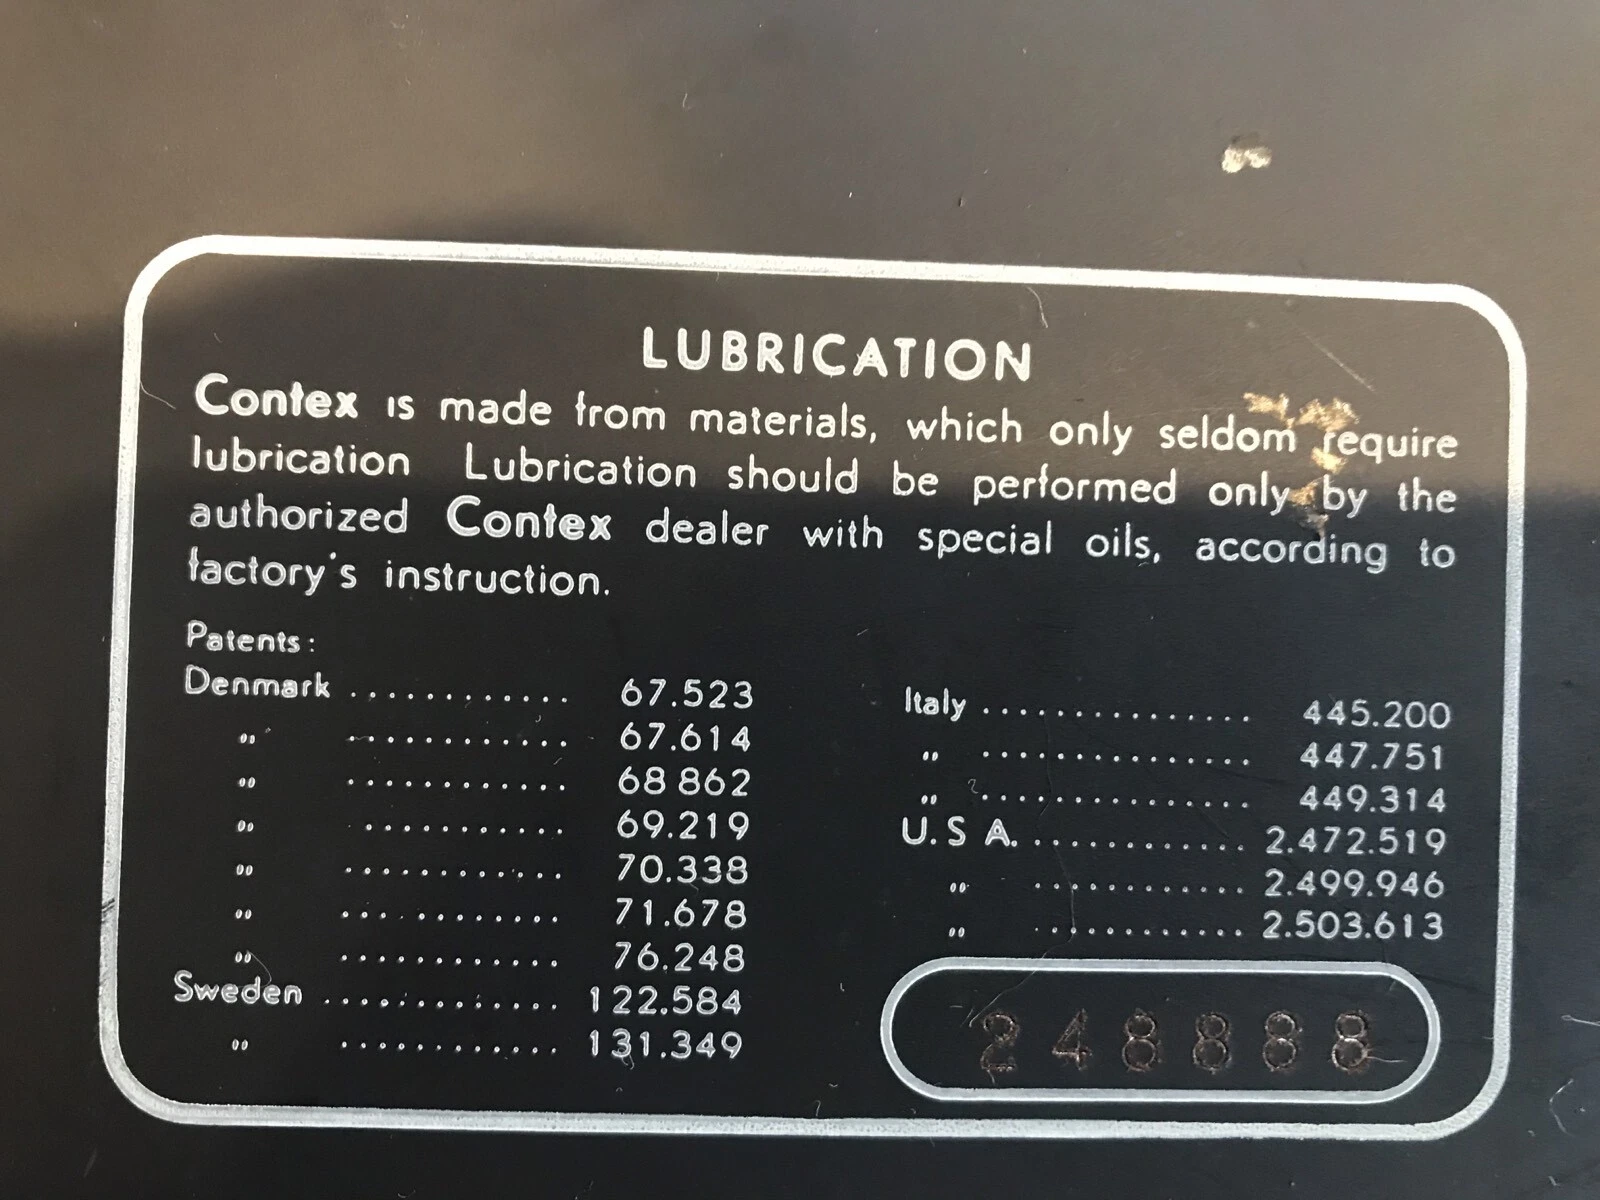 LUBRICATION
Contex is made from materials, which only seldom require
lubrication Lubrication should be performed only by the
authorized Contex dealer with special oils, according to
factory's instruction.
Patents:
Denmark ............ 67.523
" ............ 67.614
" ............ 68 862
" ........... 69.219
" ............ 70.338
" ............ 71.678
" ............ 76.248
Sweden ............. 122.584
" ............ 131.349
Italy ............... 445.200
" ............... 447.751
" ............... 449.314
U.S A. ............. 2.472.519
" ............ 2.499.946
" ............ 2.503.613
248888